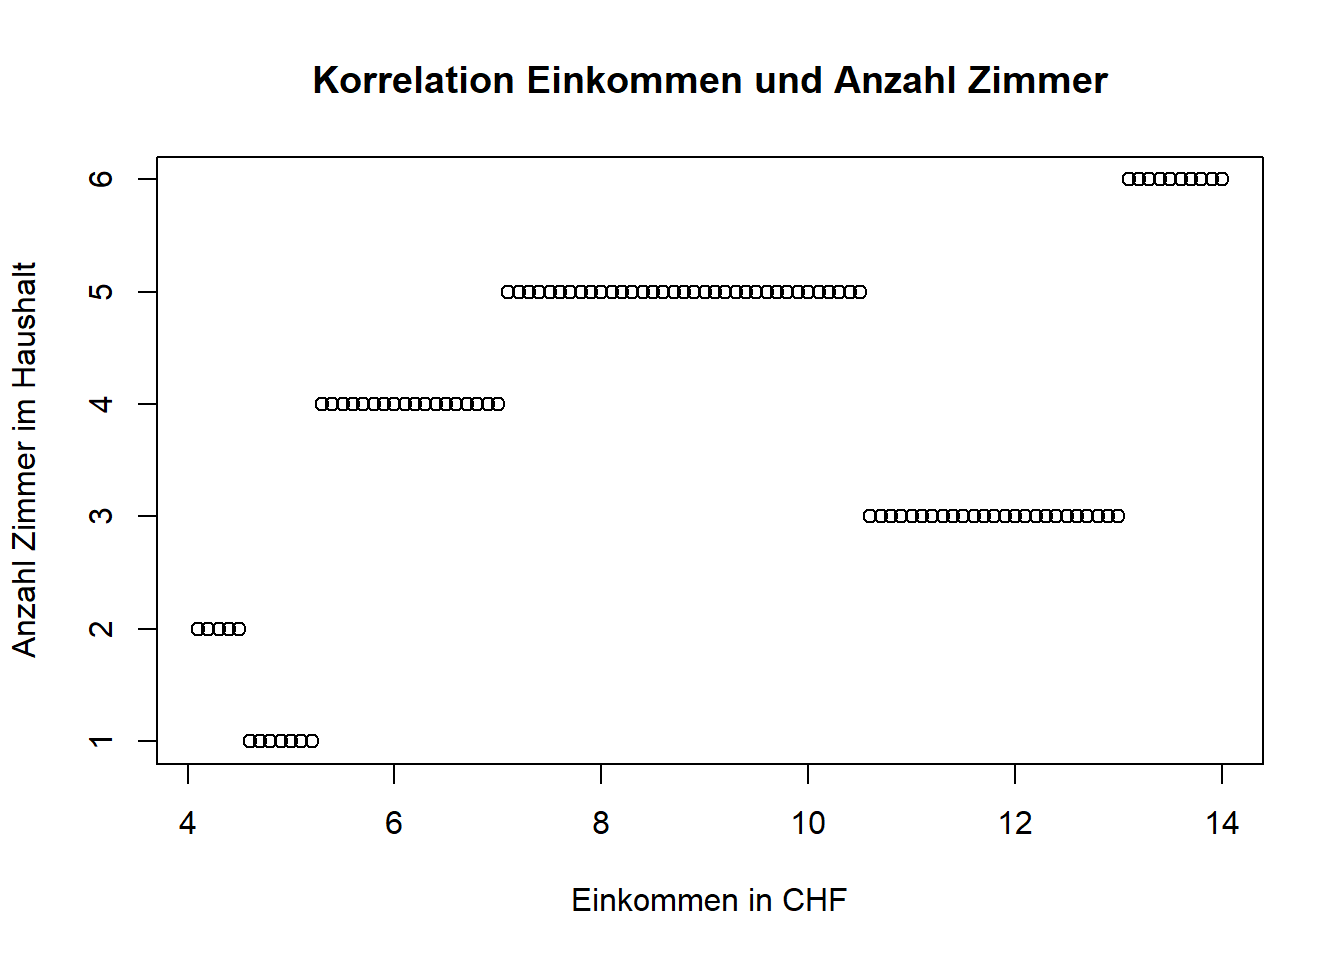 Korrelation Einkommen und Anzahl Zimmer
Anzahl Zimmer im Haushalt
6
5
4
3
2
1
4 6 8 10 12 14
Einkommen in CHF